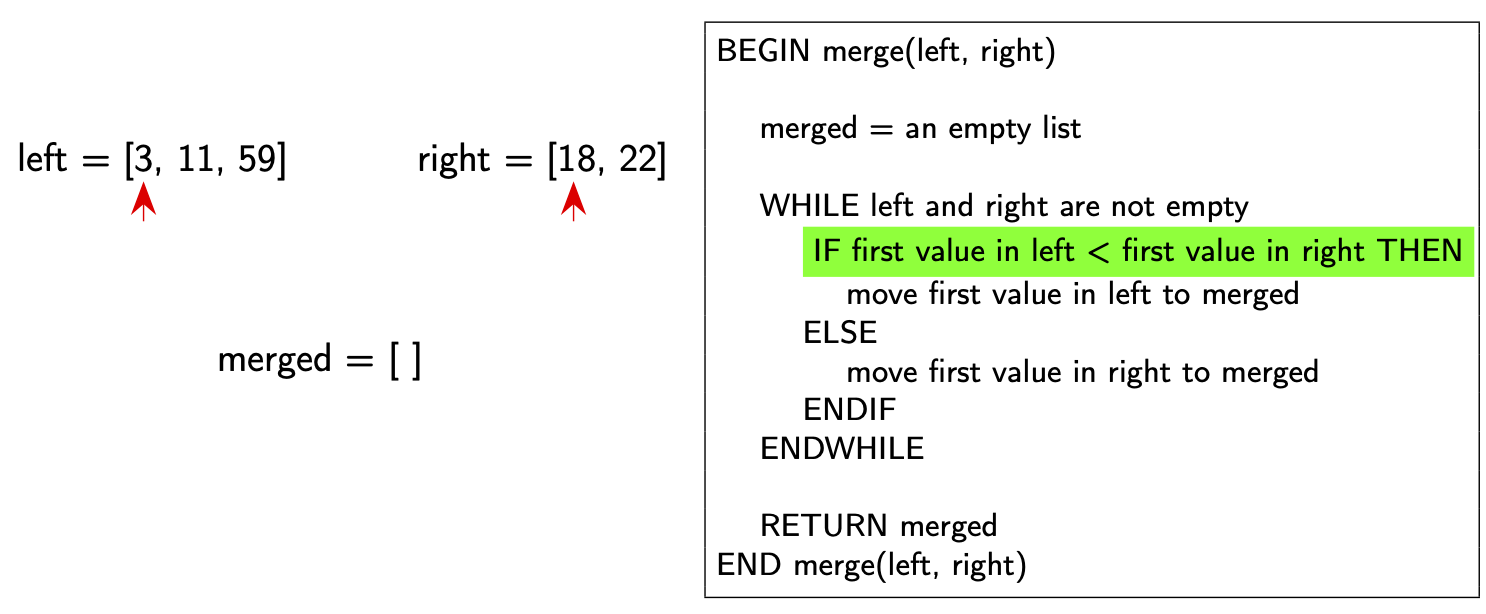 left = [3, 11, 59]
right = [18, 22]
merged = [ ]
BEGIN merge(left, right)
merged = an empty list
WHILE left and right are not empty
IF first value in left < first value in right THEN
move first value in left to merged
ELSE
move first value in right to merged
ENDIF
ENDWHILE
RETURN merged
END merge(left, right)